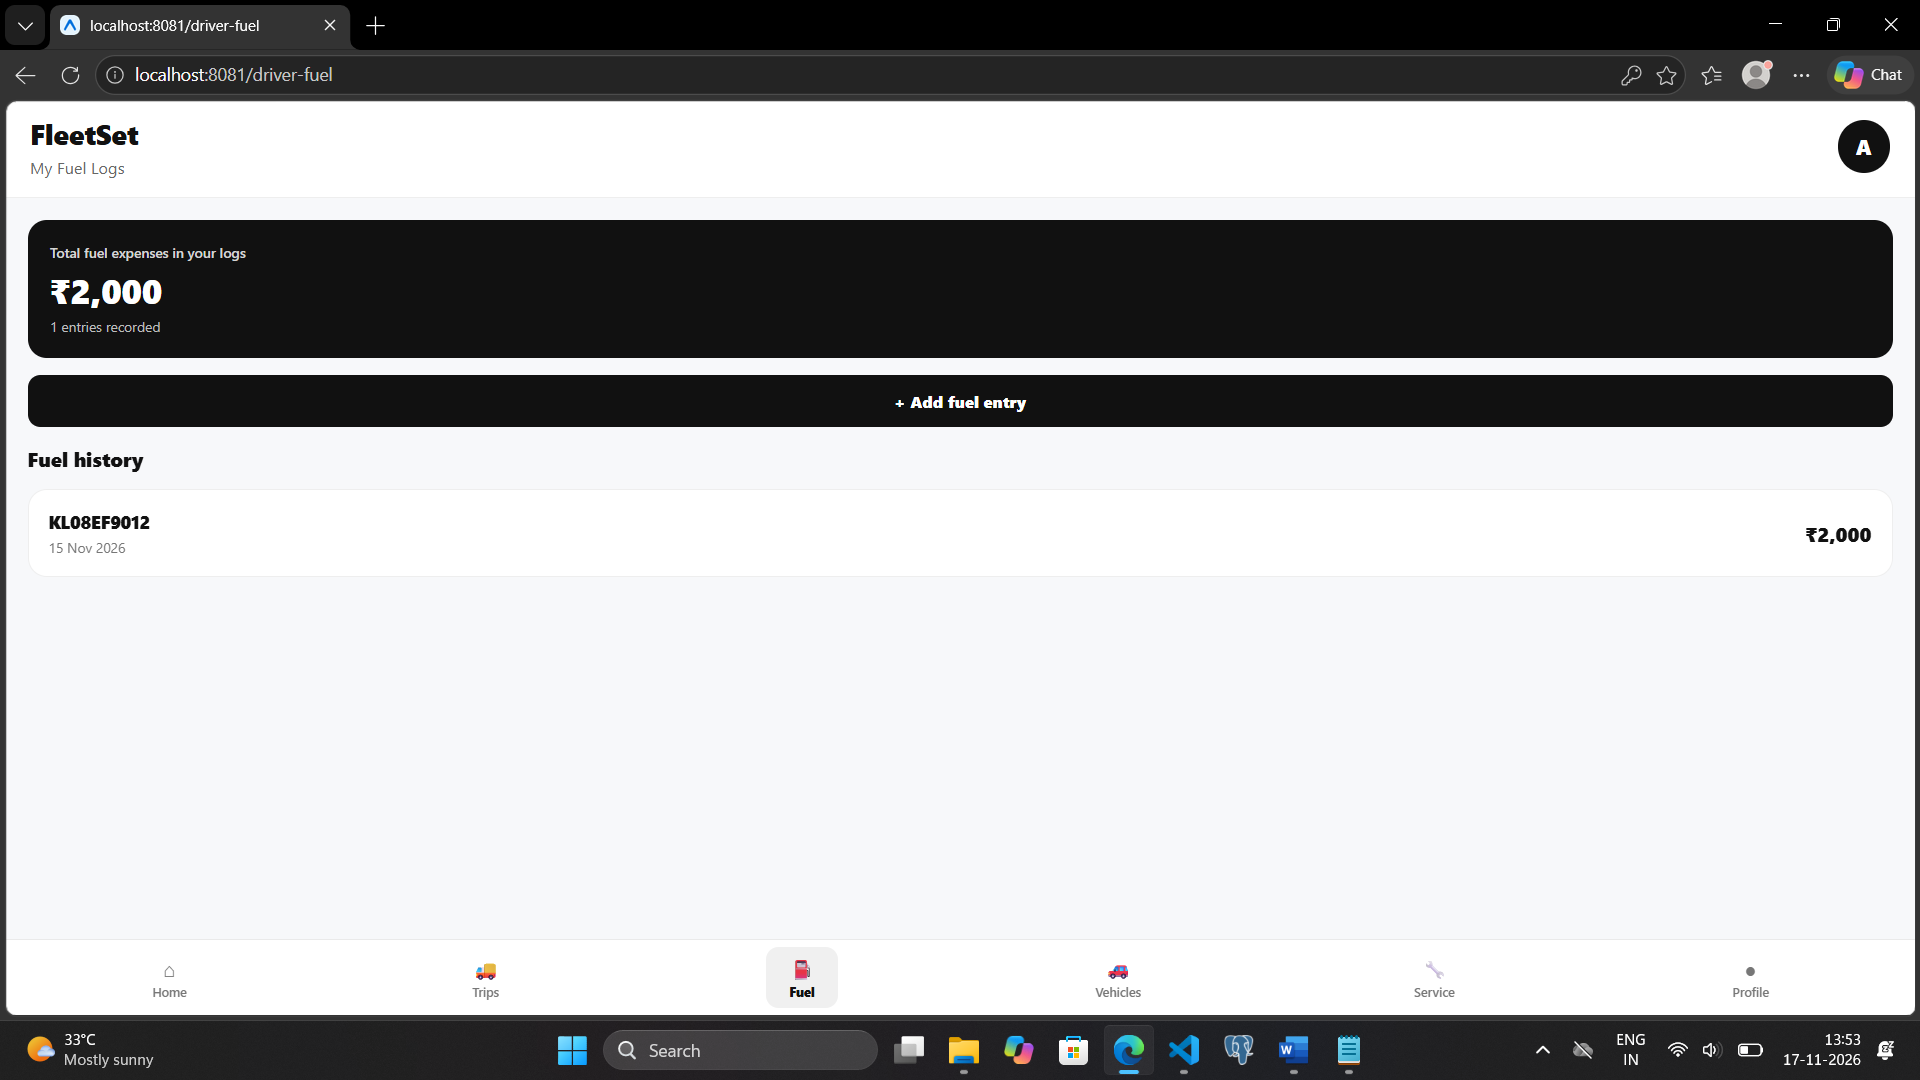 localhost:8081/driver-fuel
localhost:8081/driver-fuel
Chat
FleetSet
My Fuel Logs
A
Total fuel expenses in your logs
₹2,000
1 entries recorded
+ Add fuel entry
Fuel history
KL08EF9012
15 Nov 2026
₹2,000
Home
Trips
Fuel
Vehicles
Service
Profile
33°C
Mostly sunny
Search
ENG
IN
13:53
17-11-2026